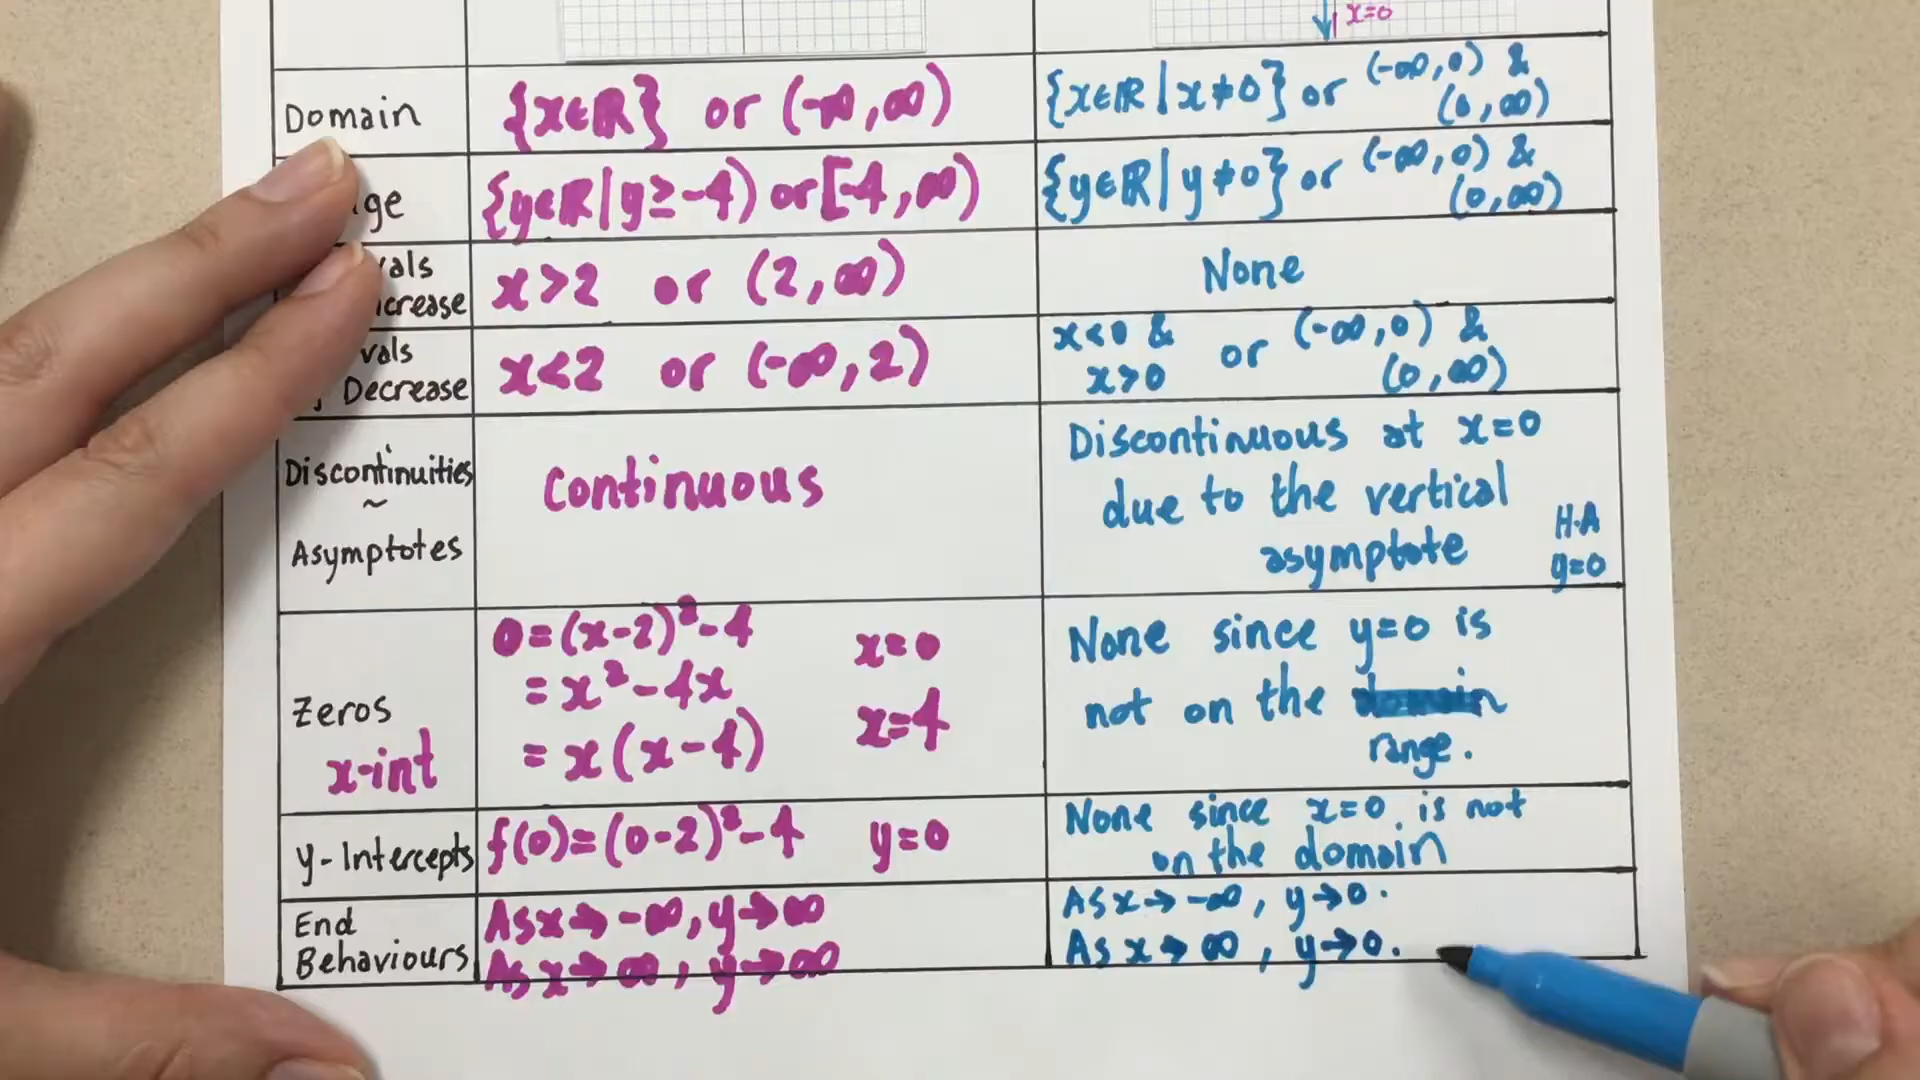 x=0
Domain
{x∈ℝ} or (-∞,∞)
{x∈ℝ | x≠0} or (-∞,0) &
(0,∞)
nge
{y∈ℝ | y≥-4) or [-4,∞)
{y∈ℝ | y≠0} or (-∞,0) &
(0,∞)
vals
crease
x>2 or (2,∞)
None
vals
Decrease
x<2 or (-∞,2)
x<0 &
x>0
or
(-∞,0) &
(0,∞)
Discontinuities
~
Asymptotes
Continuous
Discontinuous at x=0
due to the vertical
asymptote
H.A
y=0
Zeros
x-int
0=(x-2)²-4
=x²-4x
=x(x-4)
x=0
x=4
None since y=0 is
not on the domain
range.
y-Intercepts
f(0)=(0-2)²-4 y=0
None since x=0 is not
on the domain
End
Behaviours
As x→-∞, y→∞
As x→∞, y→∞
As x→-∞, y→0.
As x→∞, y→0.